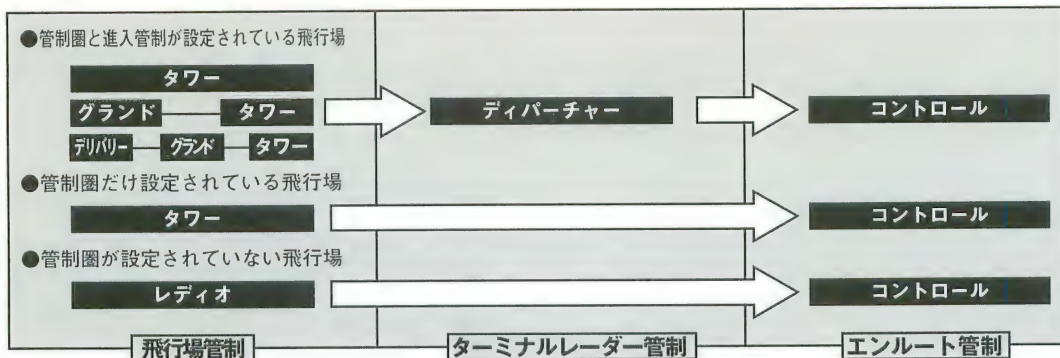 ●管制圏と進入管制が設定されている飛行場
タワー
グランド タワー
デリバリー グランド タワー
ディパーチャー
コントロール
●管制圏だけ設定されている飛行場
タワー
コントロール
●管制圏が設定されていない飛行場
レディオ
コントロール
飛行場管制
ターミナルレーダー管制
エンルート管制